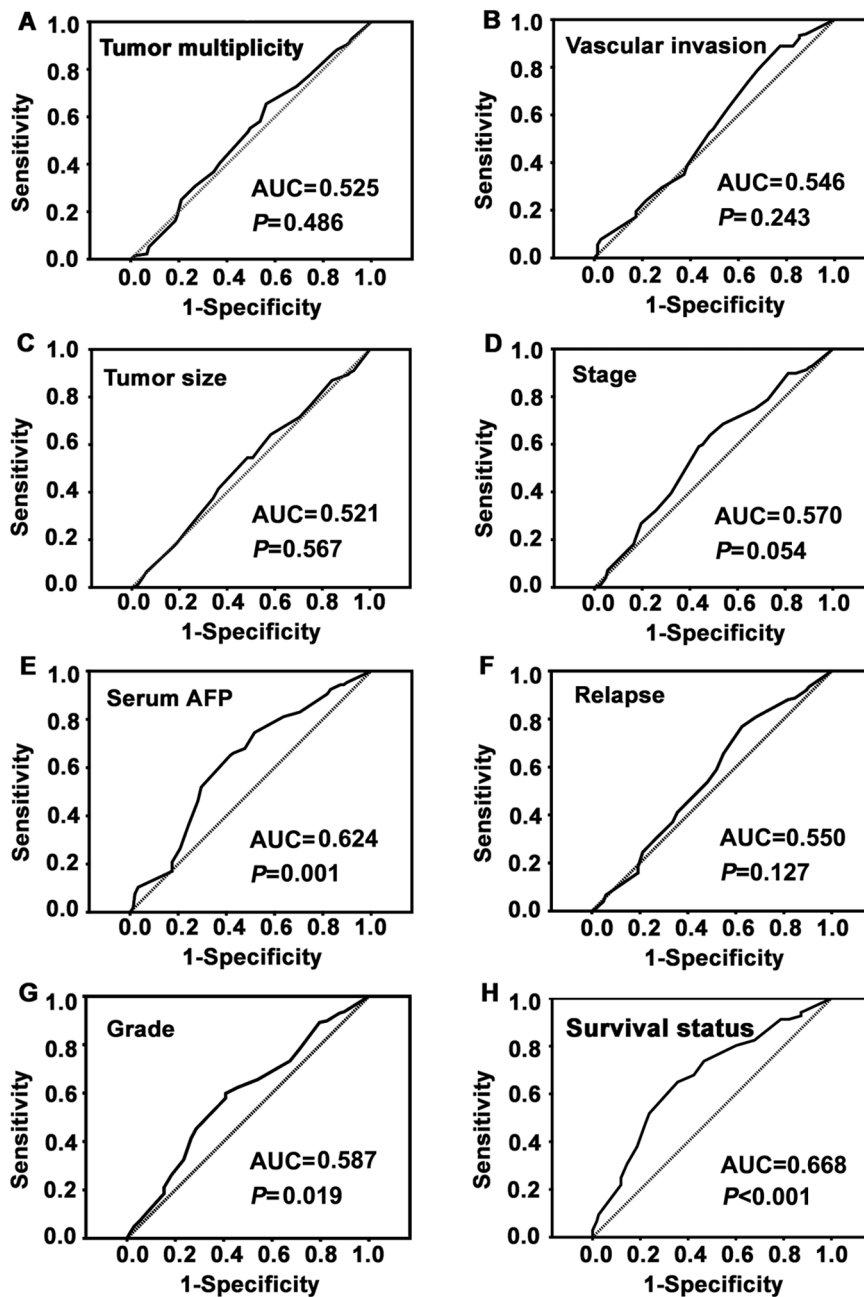 A
Tumor multiplicity
Sensitivity
1.0
0.8
0.6
0.4
0.2
0.0
AUC=0.525
P=0.486
0.0 0.2 0.4 0.6 0.8 1.0
1-Specificity
B
Vascular invasion
Sensitivity
1.0
0.8
0.6
0.4
0.2
0.0
AUC=0.546
P=0.243
0.0 0.2 0.4 0.6 0.8 1.0
1-Specificity
C
Tumor size
Sensitivity
1.0
0.8
0.6
0.4
0.2
0.0
AUC=0.521
P=0.567
0.0 0.2 0.4 0.6 0.8 1.0
1-Specificity
D
Stage
Sensitivity
1.0
0.8
0.6
0.4
0.2
0.0
AUC=0.570
P=0.054
0.0 0.2 0.4 0.6 0.8 1.0
1-Specificity
E
Serum AFP
Sensitivity
1.0
0.8
0.6
0.4
0.2
0.0
AUC=0.624
P=0.001
0.0 0.2 0.4 0.6 0.8 1.0
1-Specificity
F
Relapse
Sensitivity
1.0
0.8
0.6
0.4
0.2
0.0
AUC=0.550
P=0.127
0.0 0.2 0.4 0.6 0.8 1.0
1-Specificity
G
Grade
Sensitivity
1.0
0.8
0.6
0.4
0.2
0.0
AUC=0.587
P=0.019
0.0 0.2 0.4 0.6 0.8 1.0
1-Specificity
H
Survival status
Sensitivity
1.0
0.8
0.6
0.4
0.2
0.0
AUC=0.668
P<0.001
0.0 0.2 0.4 0.6 0.8 1.0
1-Specificity